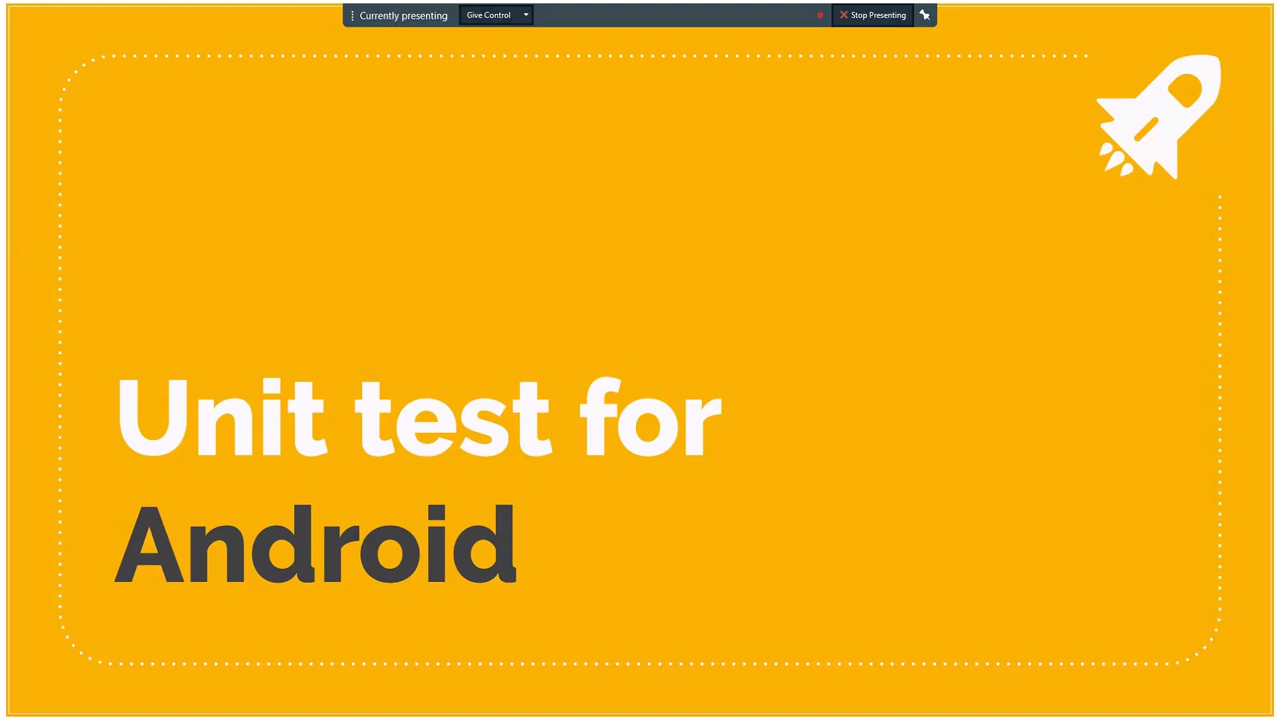 Currently presenting Give Control Stop Presenting
Unit test for
Android